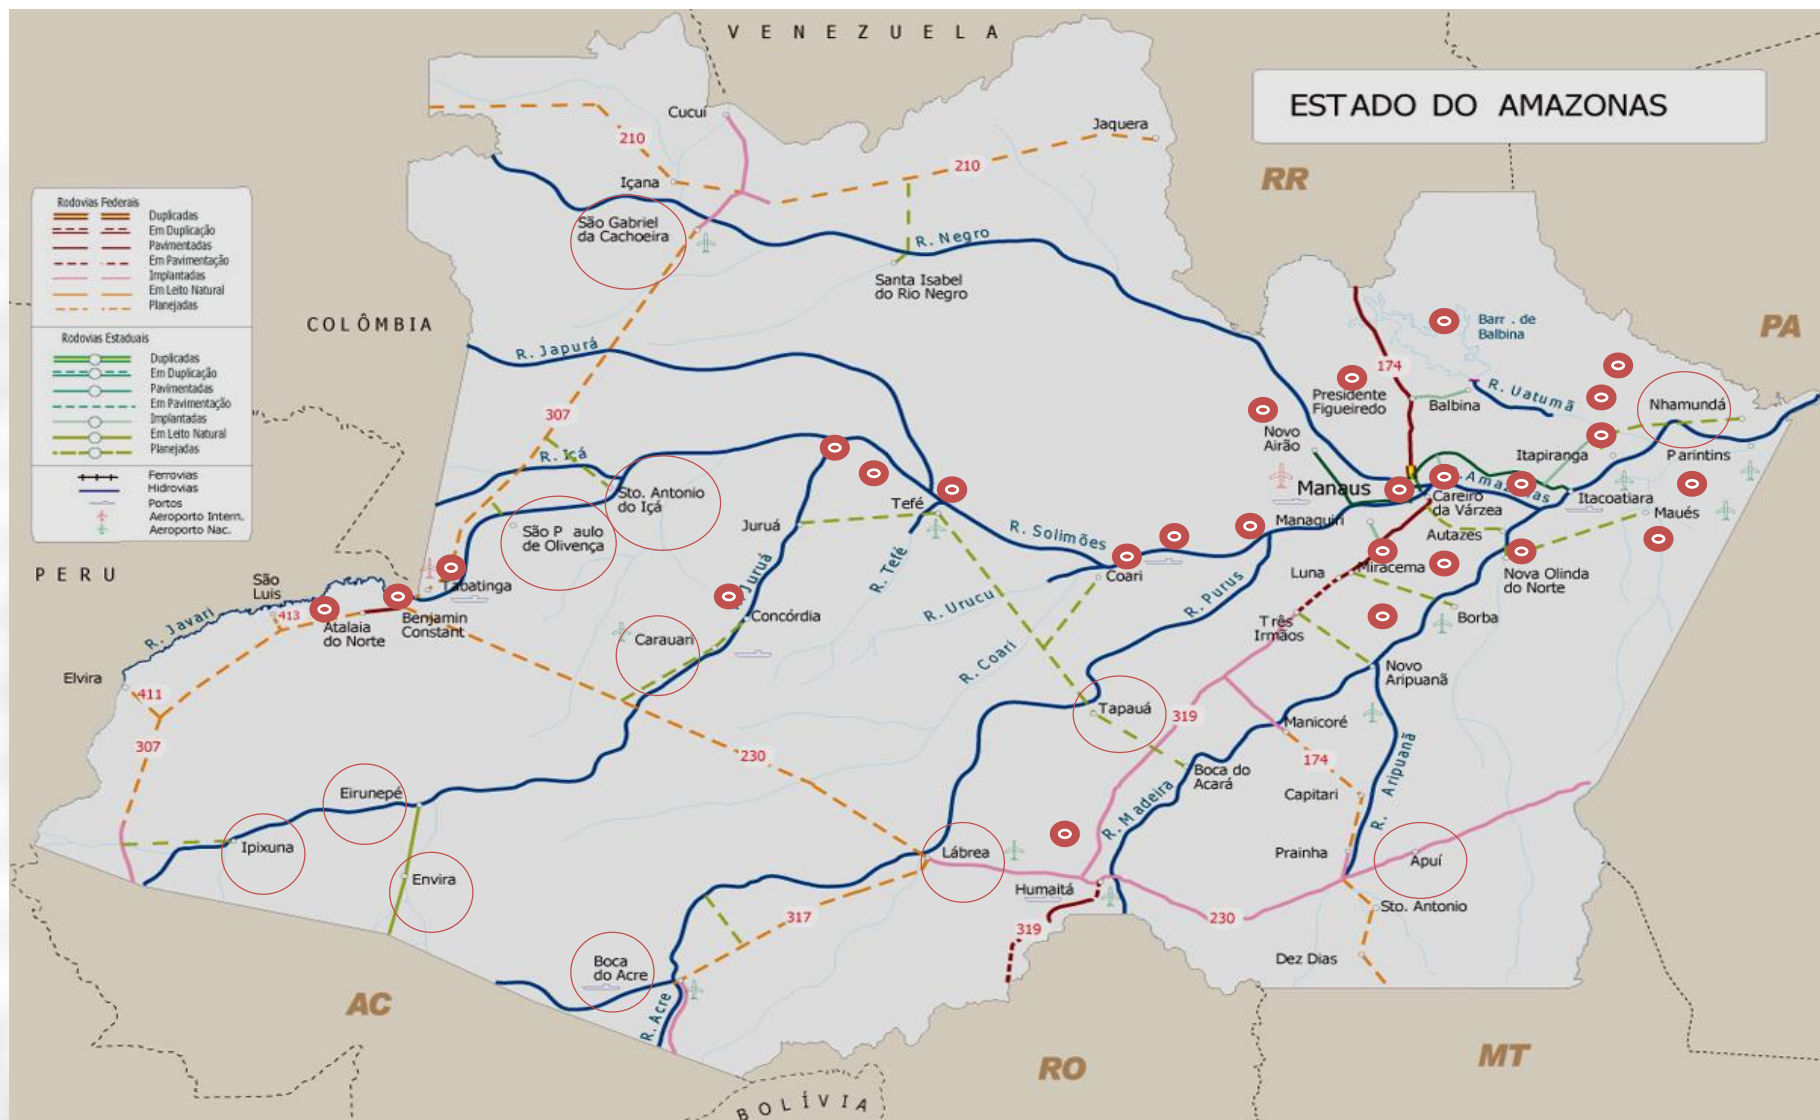 VENEZUELA
ESTADO DO AMAZONAS
Cucuí
Jaquera
210
210
RR
Içana
São Gabriel
da Cachoeira
R. Negro
Santa Isabel
do Rio Negro
Rodovias Federais
Duplicadas
Em Duplicação
Pavimentadas
Em Pavimentação
Implantadas
Em Leito Natural
Planejadas
Rodovias Estaduais
Duplicadas
Em Duplicação
Pavimentadas
Em Pavimentação
Implantadas
Em Leito Natural
Planejadas
Ferrovias
Hidrovias
Portos
Aeroporto Intern.
Aeroporto Nac.
COLÔMBIA
PERU
R. Japurá
Barr. de
Balbina
PA
174
Presidente
Figueiredo
Balbina
R. Uatumã
Nhamundá
307
Novo
Airão
Itapiranga
Parintins
R. Içá
Sto. Antonio
do Içá
Manaus
Amazonas
Careiro
da Várzea
Itacoatiara
Maués
Tefé
Juruá
São P aulo
de Olivença
R. Solimões
Manaquiri
Autazes
R. Tefé
Coari
Luna
Miracema
Nova Olinda
do Norte
São
Luis
Tabatinga
R. Javari
413
Atalaia
do Norte
Benjamin
Constant
R. Juruá
Concórdia
R. Urucu
R. Purus
Três
Irmãos
Borba
Carauari
R. Coari
Elvira
411
Novo
Aripuanã
Tapauá
319
Manicoré
307
230
174
R. Aripuanã
Boca do
Acará
Capitari
Eirunepé
R. Madeira
Ipixuna
Lábrea
Prainha
Apuí
Envira
Humaitá
317
230
Sto. Antonio
319
Boca
do Acre
Dez Dias
AC
R. Acre
RO
MT
BOLÍVIA